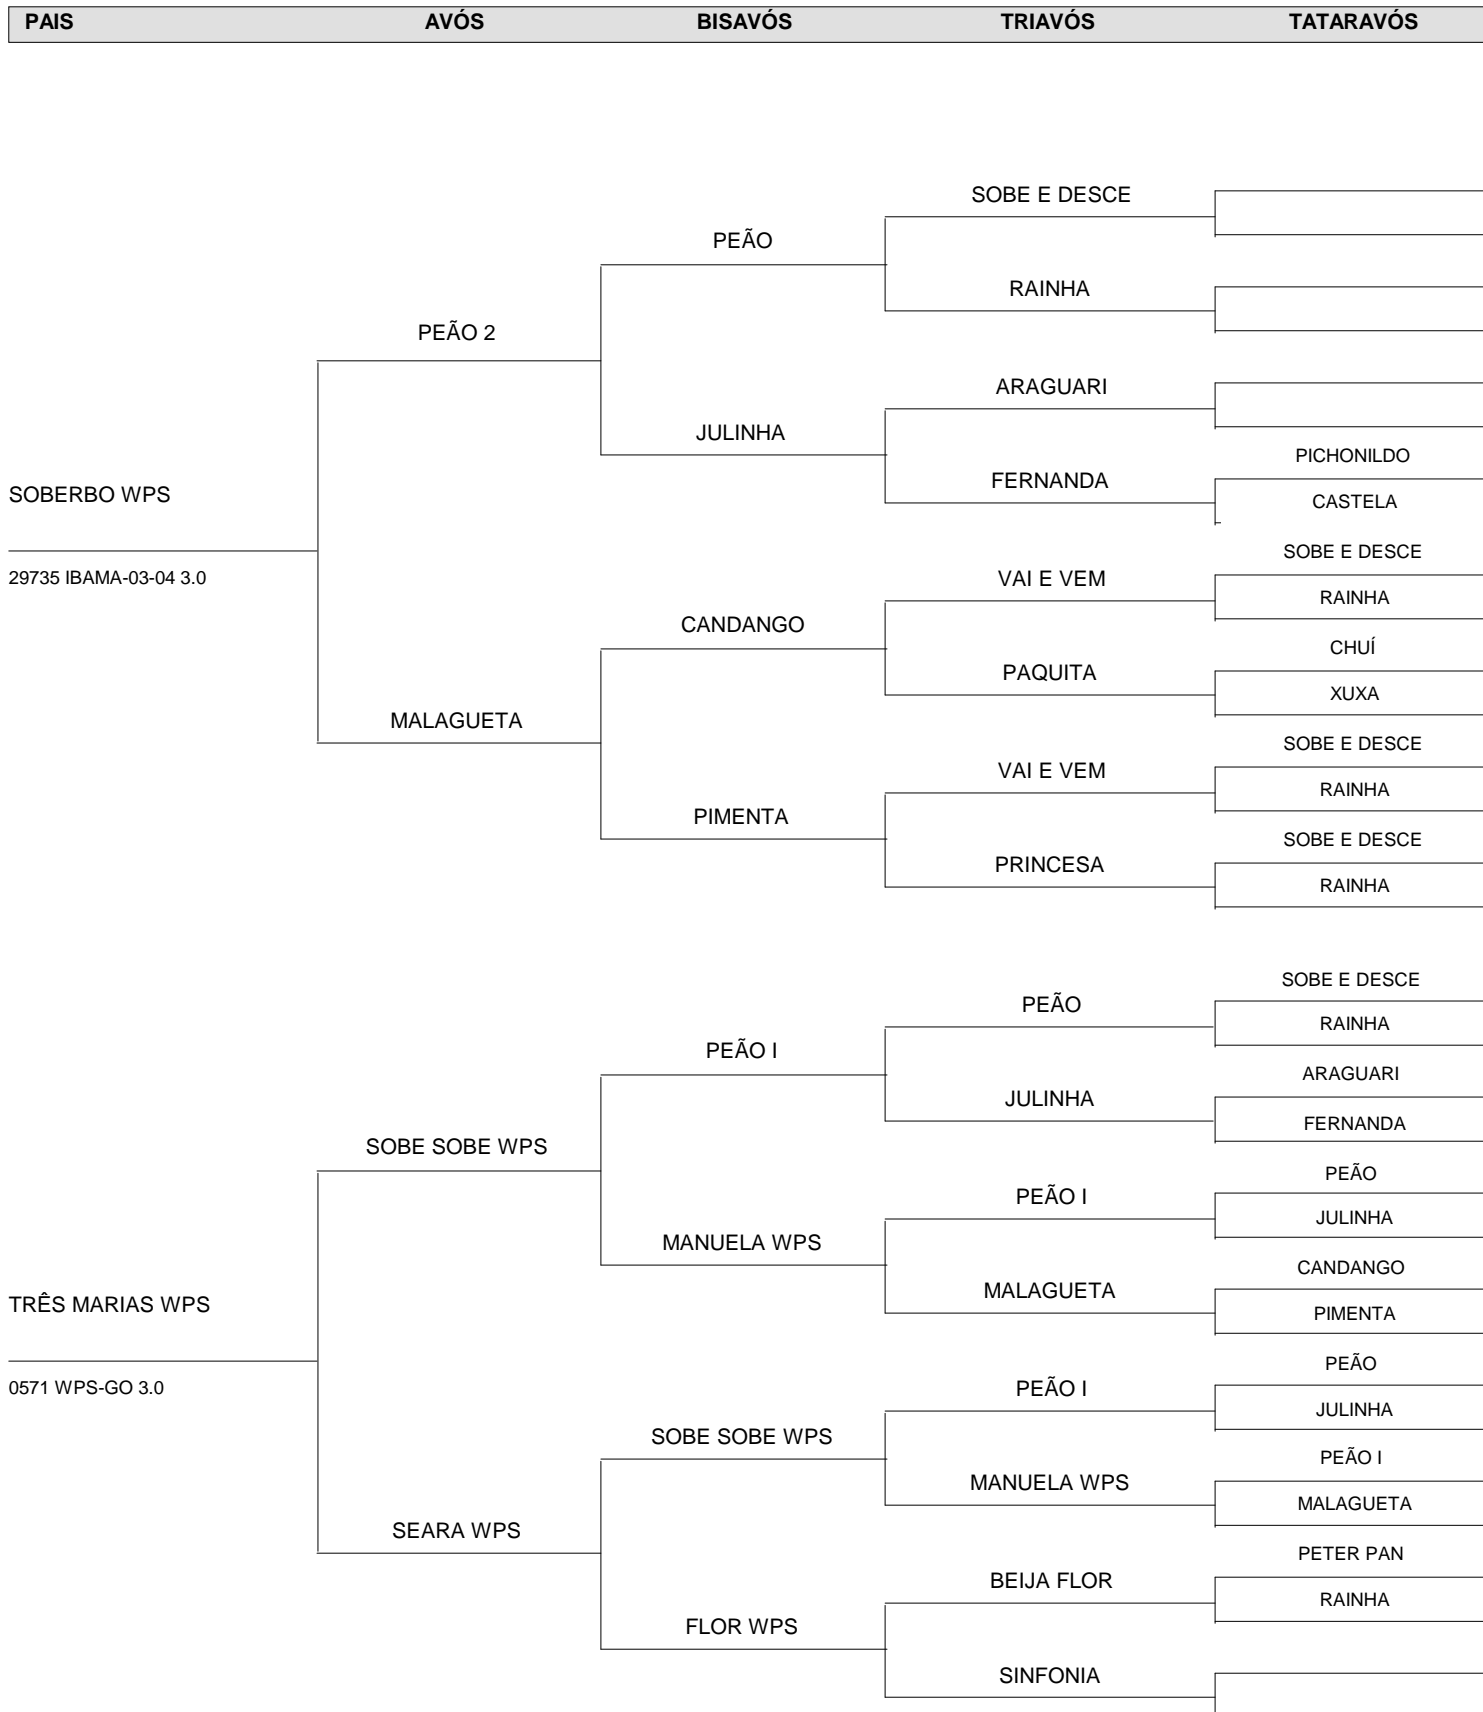 PAIS AVÓS BISAVÓS TRIAVÓS TATARAVÓS
SOBE E DESCE
PEÃO
RAINHA
PEÃO 2
ARAGUARI
JULINHA
PICHONILDO
FERNANDA
SOBERBO WPS
CASTELA
SOBE E DESCE
29735 IBAMA-03-04 3.0
VAI E VEM
RAINHA
CANDANGO
CHUÍ
PAQUITA
XUXA
MALAGUETA
SOBE E DESCE
VAI E VEM
RAINHA
PIMENTA
SOBE E DESCE
PRINCESA
RAINHA
SOBE E DESCE
PEÃO
RAINHA
PEÃO I
ARAGUARI
JULINHA
FERNANDA
SOBE SOBE WPS
PEÃO
PEÃO I
JULINHA
MANUELA WPS
CANDANGO
MALAGUETA
TRÊS MARIAS WPS
PIMENTA
PEÃO
0571 WPS-GO 3.0
PEÃO I
JULINHA
SOBE SOBE WPS
PEÃO I
MANUELA WPS
MALAGUETA
SEARA WPS
PETER PAN
BEIJA FLOR
RAINHA
FLOR WPS
SINFONIA